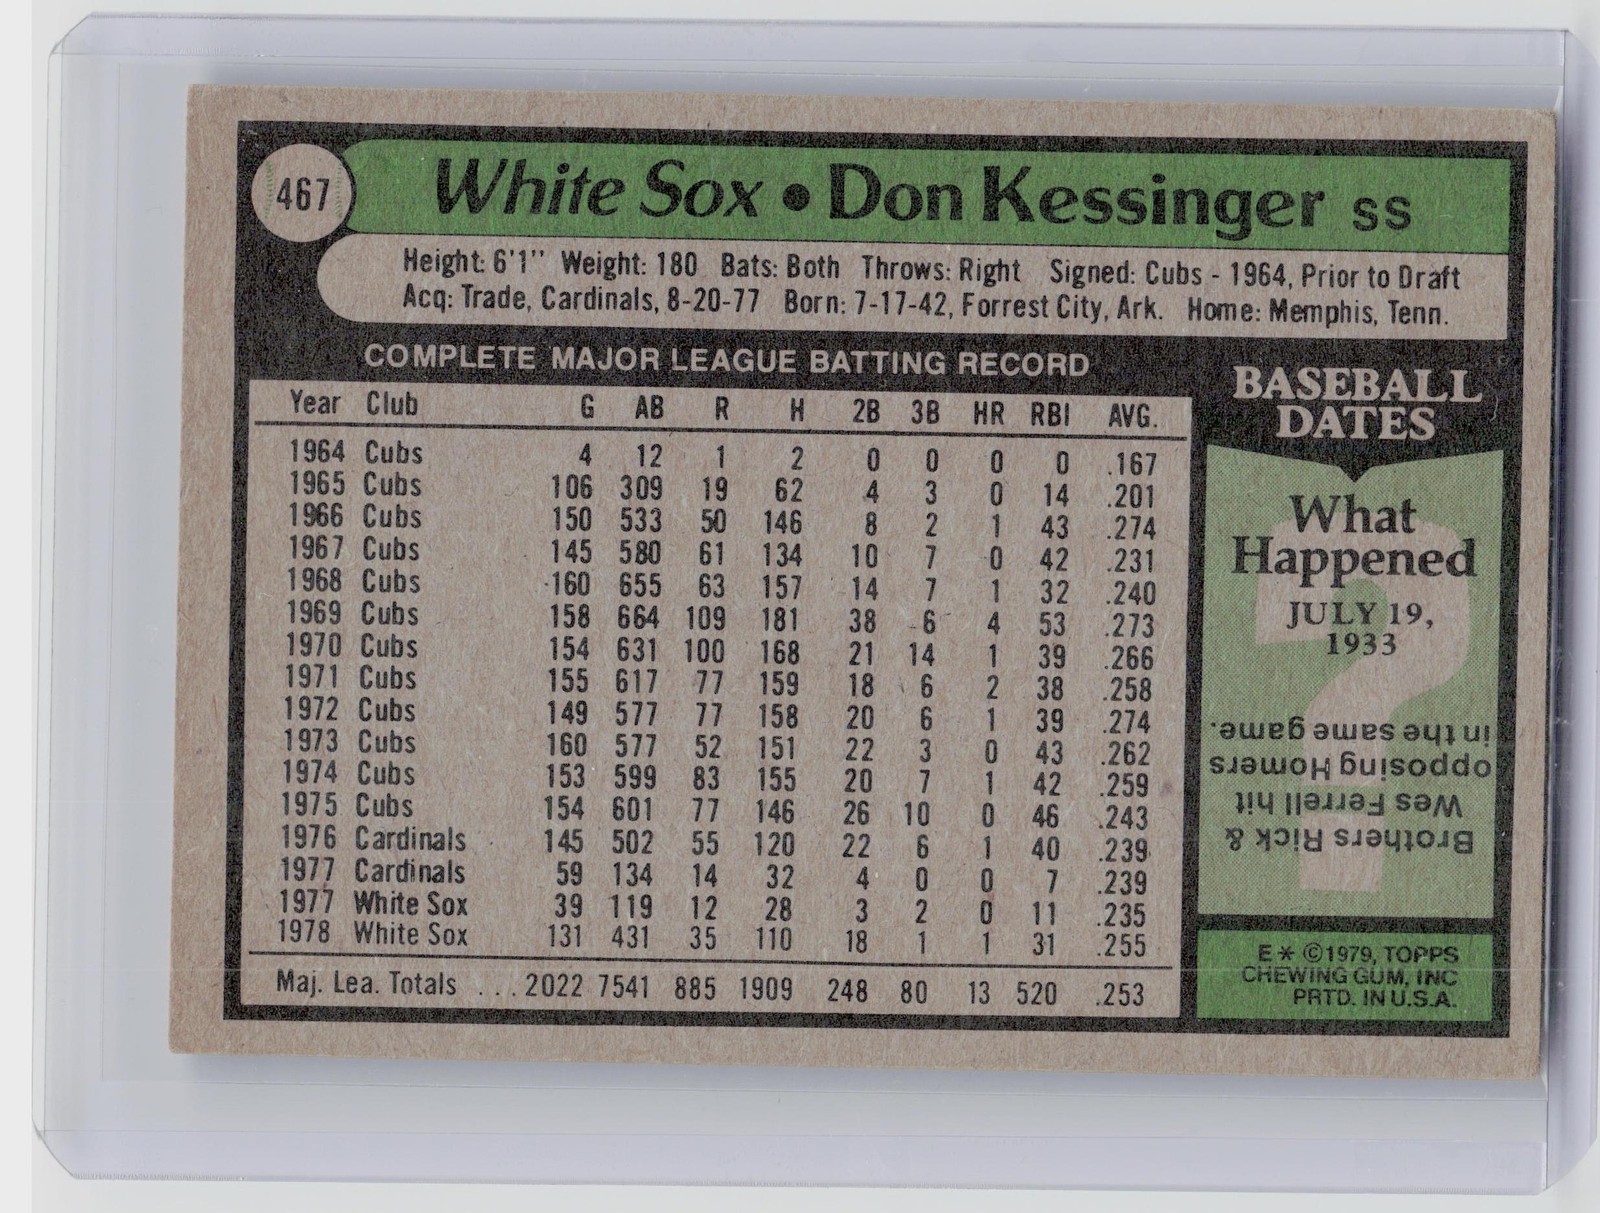 467
White Sox • Don Kessinger SS
Height: 6'1" Weight: 180 Bats: Both Throws: Right Signed: Cubs - 1964, Prior to Draft
Acq: Trade, Cardinals, 8-20-77 Born: 7-17-42, Forrest City, Ark. Home: Memphis, Tenn.
COMPLETE MAJOR LEAGUE BATTING RECORD
Year Club G AB R H 2B 3B HR RBI AVG.
1964 Cubs 4 12 1 2 0 0 0 0 .167
1965 Cubs 106 309 19 62 4 3 0 14 .201
1966 Cubs 150 533 50 146 8 2 1 43 .274
1967 Cubs 145 580 61 134 10 7 0 42 .231
1968 Cubs 160 655 63 157 14 7 1 32 .240
1969 Cubs 158 664 109 181 38 6 4 53 .273
1970 Cubs 154 631 100 168 21 14 1 39 .266
1971 Cubs 155 617 77 159 18 6 2 38 .258
1972 Cubs 149 577 77 158 20 6 1 39 .274
1973 Cubs 160 577 52 151 22 3 0 43 .262
1974 Cubs 153 599 83 155 20 7 1 42 .259
1975 Cubs 154 601 77 146 26 10 0 46 .243
1976 Cardinals 145 502 55 120 22 6 1 40 .239
1977 Cardinals 59 134 14 32 4 0 0 7 .239
1977 White Sox 39 119 12 28 3 2 0 11 .235
1978 White Sox 131 431 35 110 18 1 1 31 .255
Maj. Lea. Totals ... 2022 7541 885 1909 248 80 13 520 .253
BASEBALL
DATES
What
Happened
JULY 19,
1933
Brothers Rick &
Wes Ferrell hit
opposing Homers
in the same game.
E * ©1979, TOPPS
CHEWING GUM, INC
PRTD. IN U.S.A.